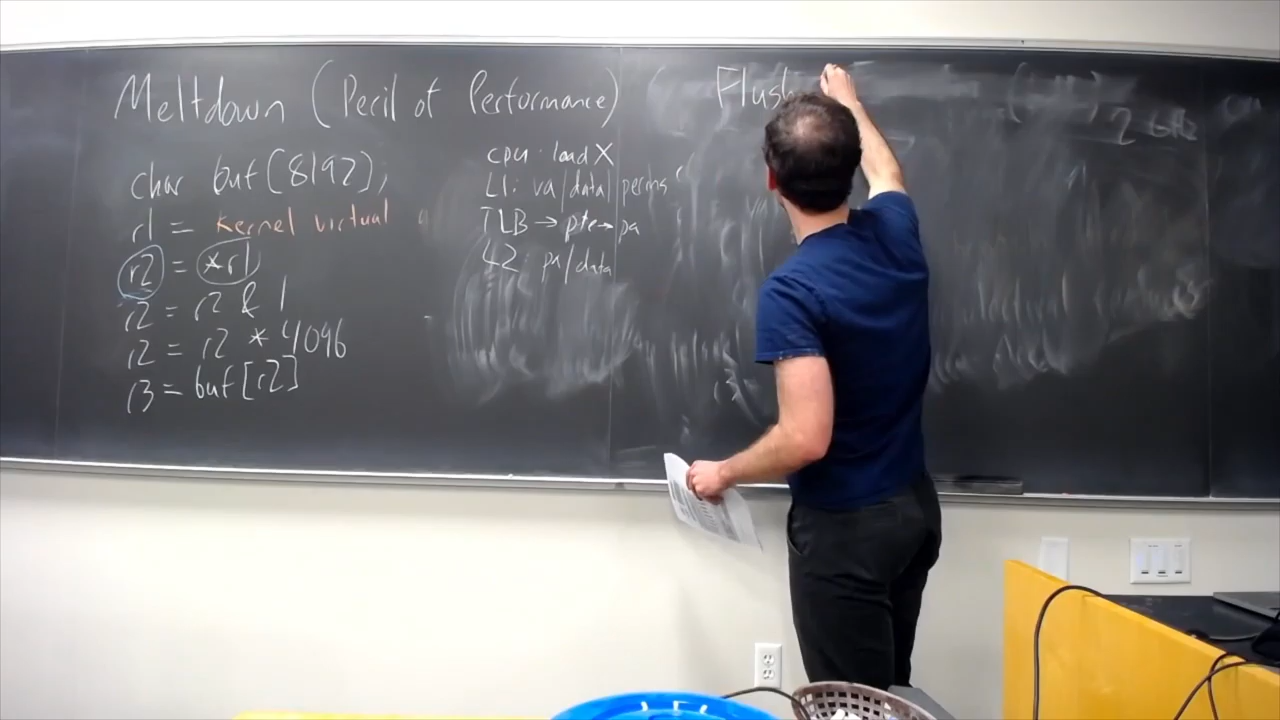 Meltdown (Peril of Performance)
char buf[8192];
r1 = kernel virtual a
r2 = *r1
r2 = r2 & 1
r2 = r2 * 4096
r3 = buf[r2]
cpu: load X
L1: va/data/perms
TLB → pte → pa
L2: pa/data
Flush
2 GHz